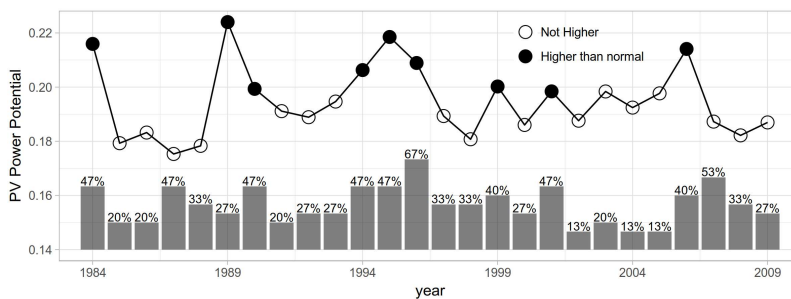 PV Power Potential
0.22
0.20
0.18
0.16
0.14
Not Higher
Higher than normal
47% 20% 20% 47% 33% 27% 47% 20% 27% 27% 47% 47% 67% 33% 33% 40% 27% 47% 13% 20% 13% 13% 40% 53% 33% 27%
1984 1989 1994 1999 2004 2009
year